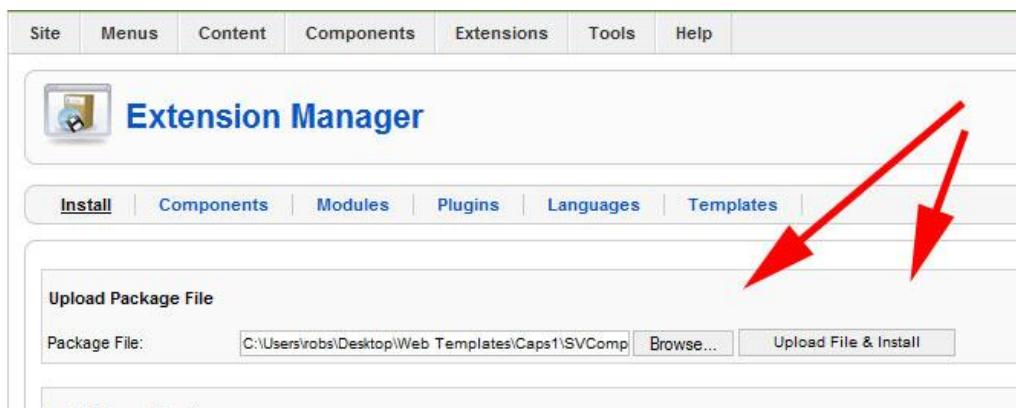 Site Menus Content Components Extensions Tools Help
Extension Manager
Install Components Modules Plugins Languages Templates
Upload Package File
Package File: C:\Users\robs\Desktop\Web Templates\Caps1\SVComp Browse... Upload File & Install